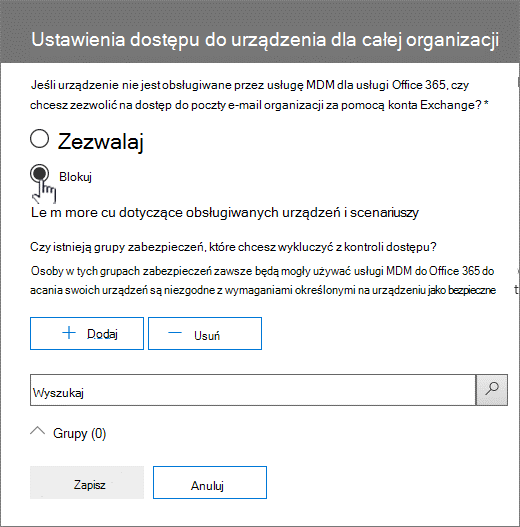 Ustawienia dostępu do urządzenia dla całej organizacji
Jeśli urządzenie nie jest obsługiwane przez usługę MDM dla usługi Office 365, czy
chcesz zezwolić na dostęp do poczty e-mail organizacji za pomocą konta Exchange? *
Zezwalaj
Blokuj
Le m more cu dotyczące obsługiwanych urządzeń i scenariuszy
Czy istnieją grupy zabezpieczeń, które chcesz wykluczyć z kontroli dostępu?
Osoby w tych grupach zabezpieczeń zawsze będą mogły używać usługi MDM do Office 365 do
acania swoich urządzeń są niezgodne z wymaganiami określonymi na urządzeniu jako bezpieczne
Dodaj
Usuń
Wyszukaj
Grupy (0)
Zapisz
Anuluj